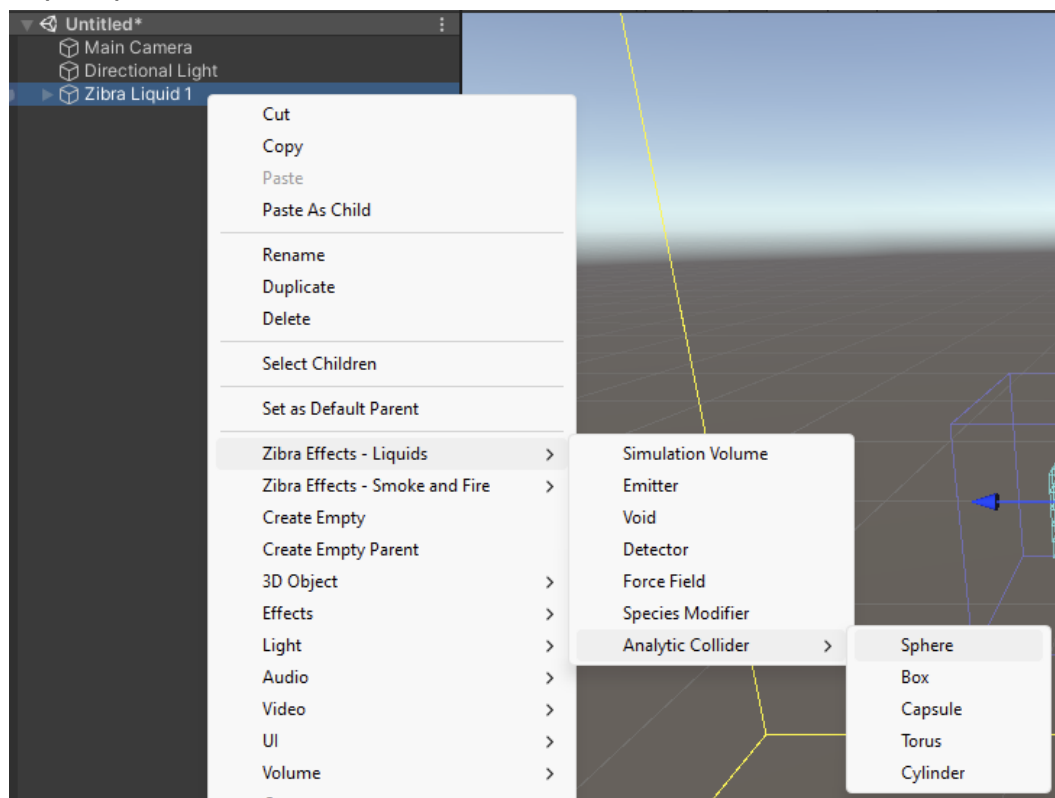 Untitled*
Main Camera
Directional Light
Zibra Liquid 1
Cut
Copy
Paste
Paste As Child
Rename
Duplicate
Delete
Select Children
Set as Default Parent
Zibra Effects - Liquids
Zibra Effects - Smoke and Fire
Create Empty
Create Empty Parent
3D Object
Effects
Light
Audio
Video
UI
Volume
Simulation Volume
Emitter
Void
Detector
Force Field
Species Modifier
Analytic Collider
Sphere
Box
Capsule
Torus
Cylinder